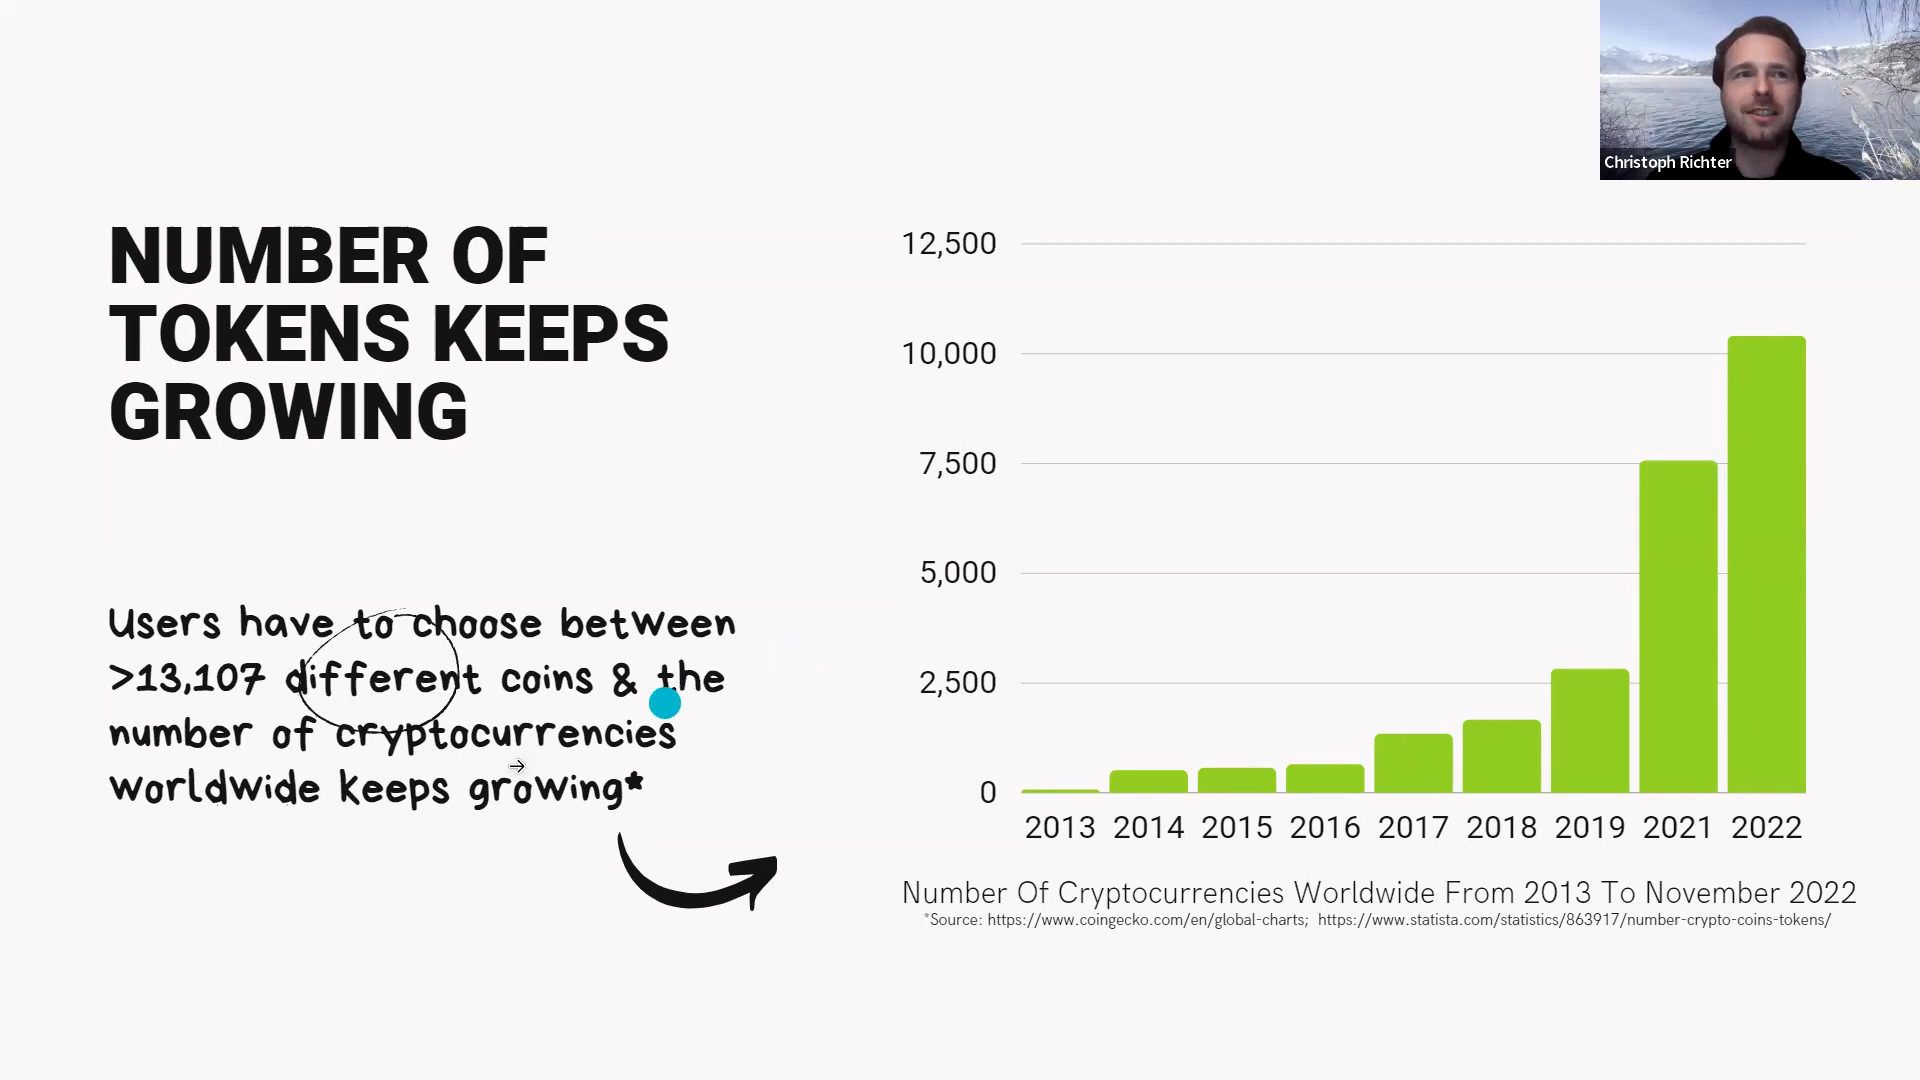 Christoph Richter
NUMBER OF
TOKENS KEEPS
GROWING
Users have to choose between
>13,107 different coins & the
number of cryptocurrencies
worldwide keeps growing*
12,500
10,000
7,500
5,000
2,500
0
2013 2014 2015 2016 2017 2018 2019 2021 2022
Number Of Cryptocurrencies Worldwide From 2013 To November 2022
*Source: https://www.coingecko.com/en/global-charts; https://www.statista.com/statistics/863917/number-crypto-coins-tokens/